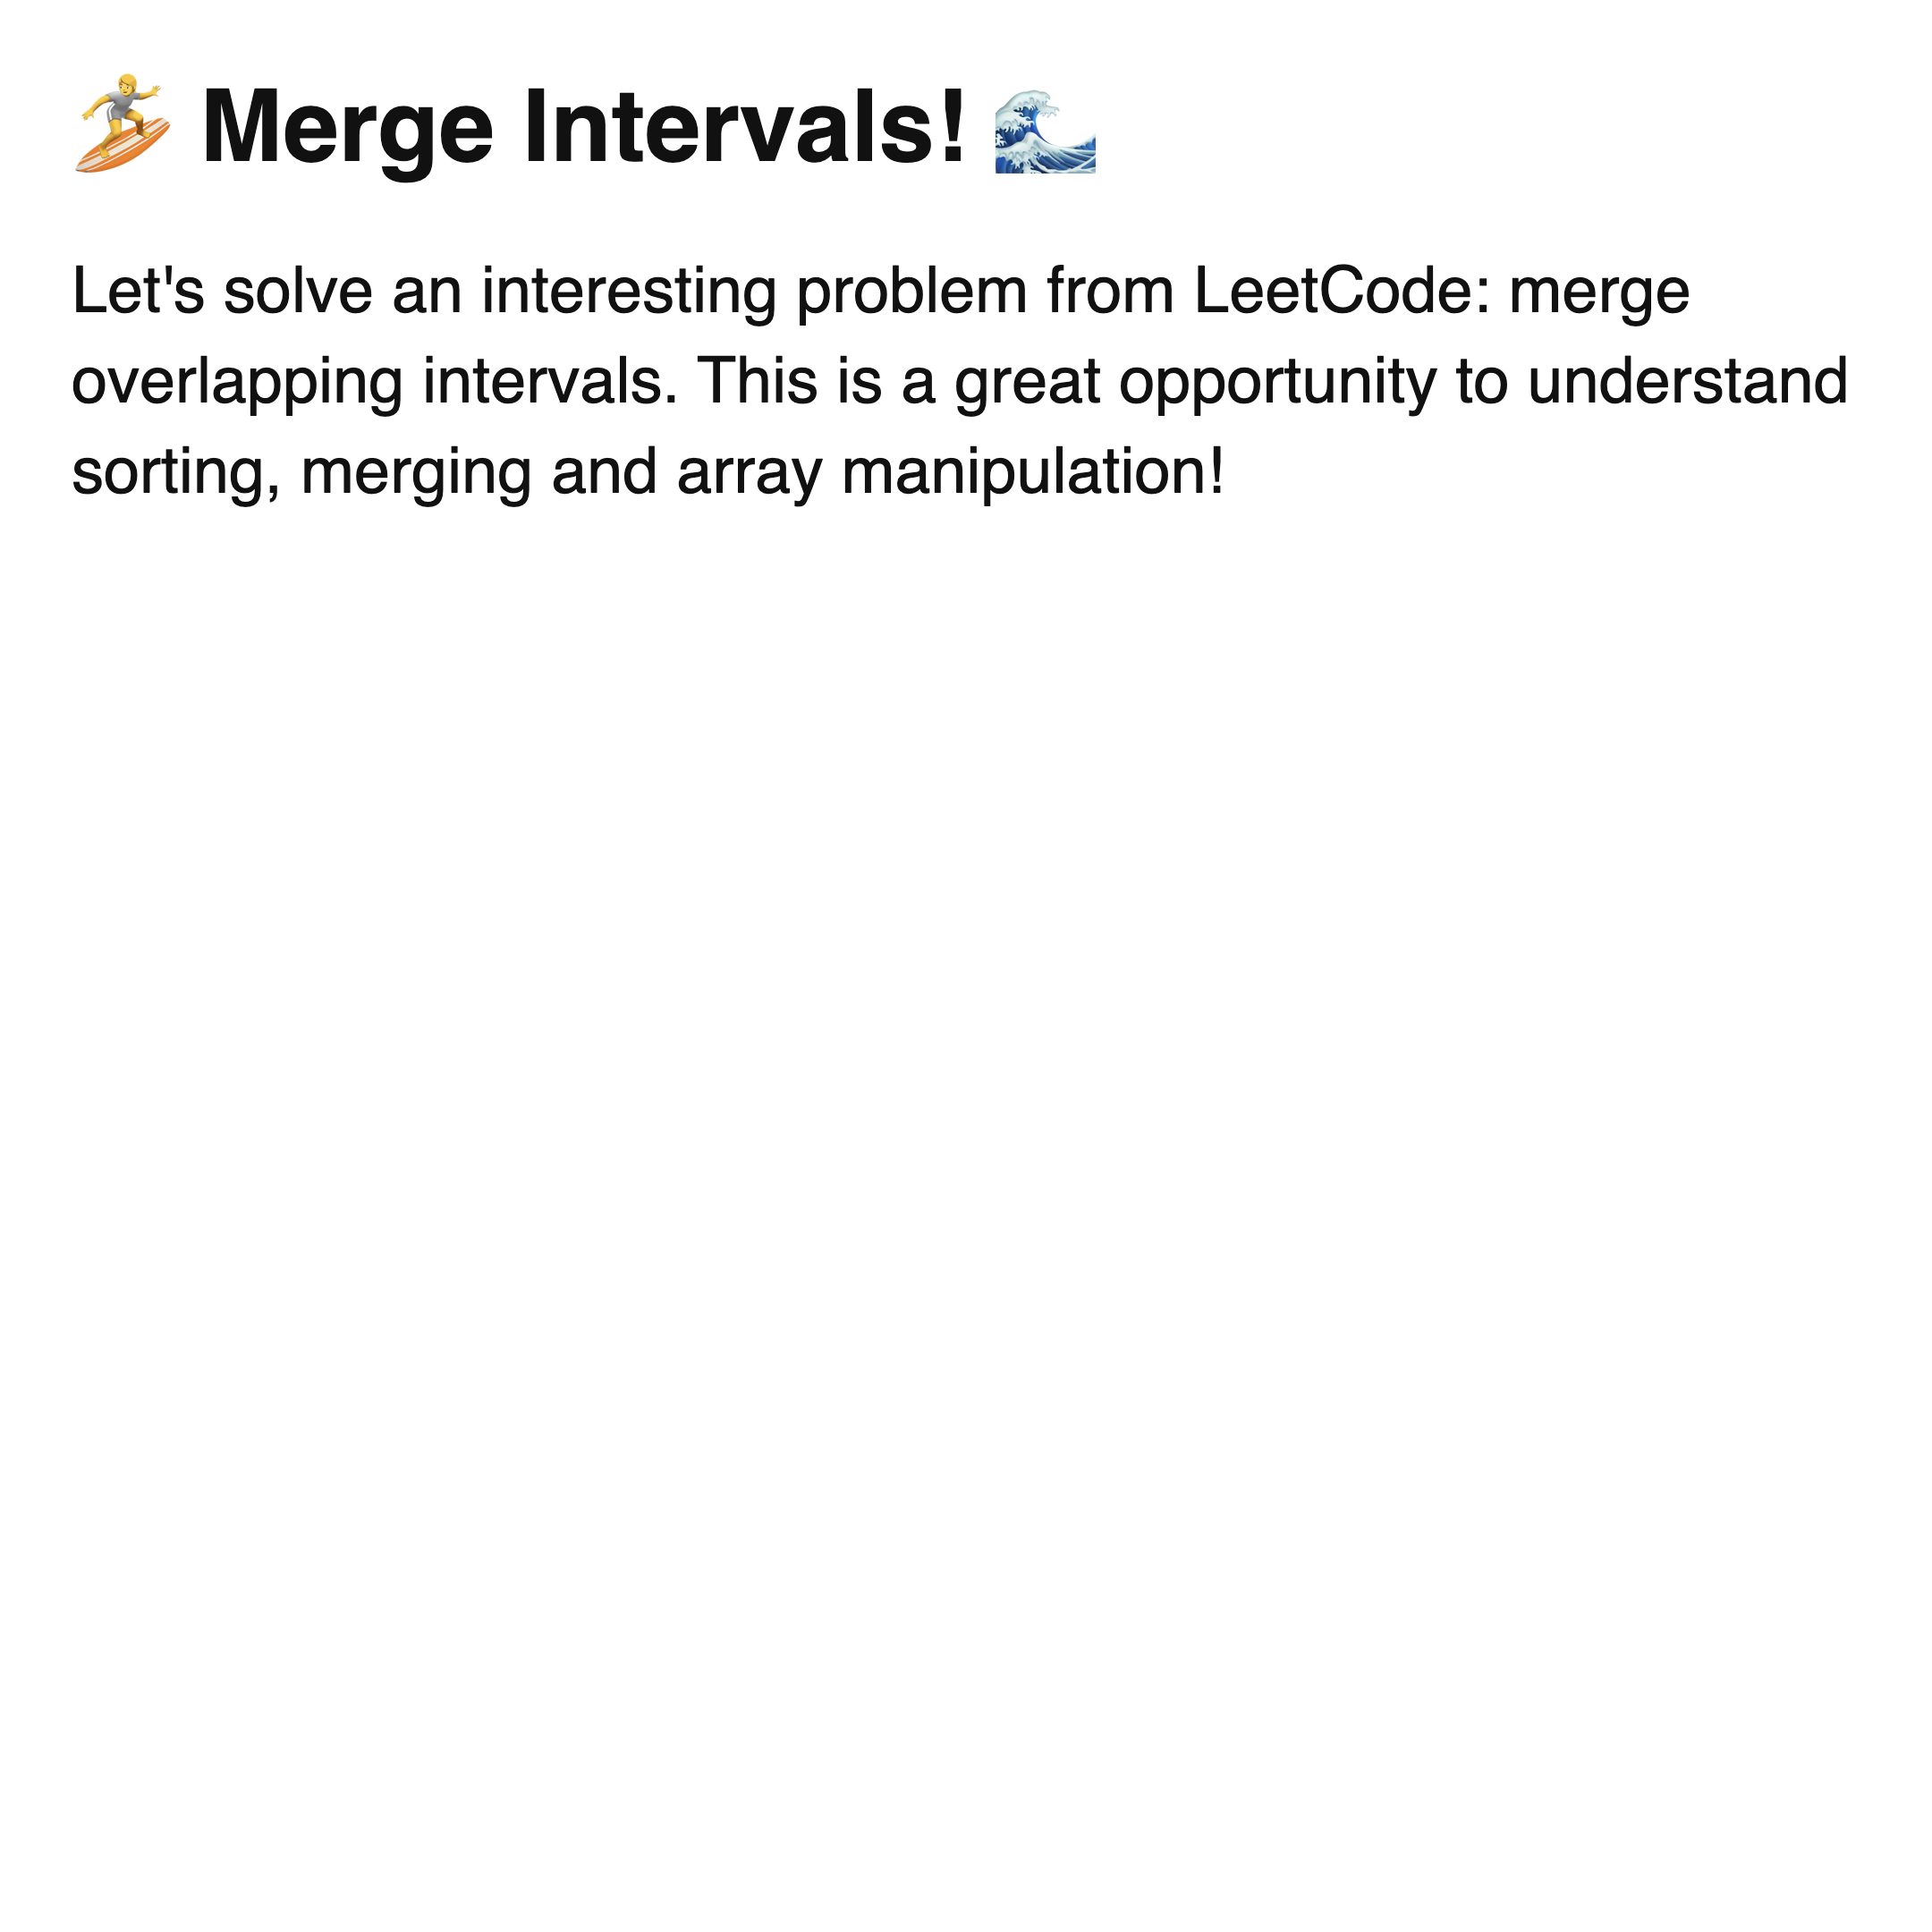 🏄 Merge Intervals! 🌊
Let's solve an interesting problem from LeetCode: merge
overlapping intervals. This is a great opportunity to understand
sorting, merging and array manipulation!